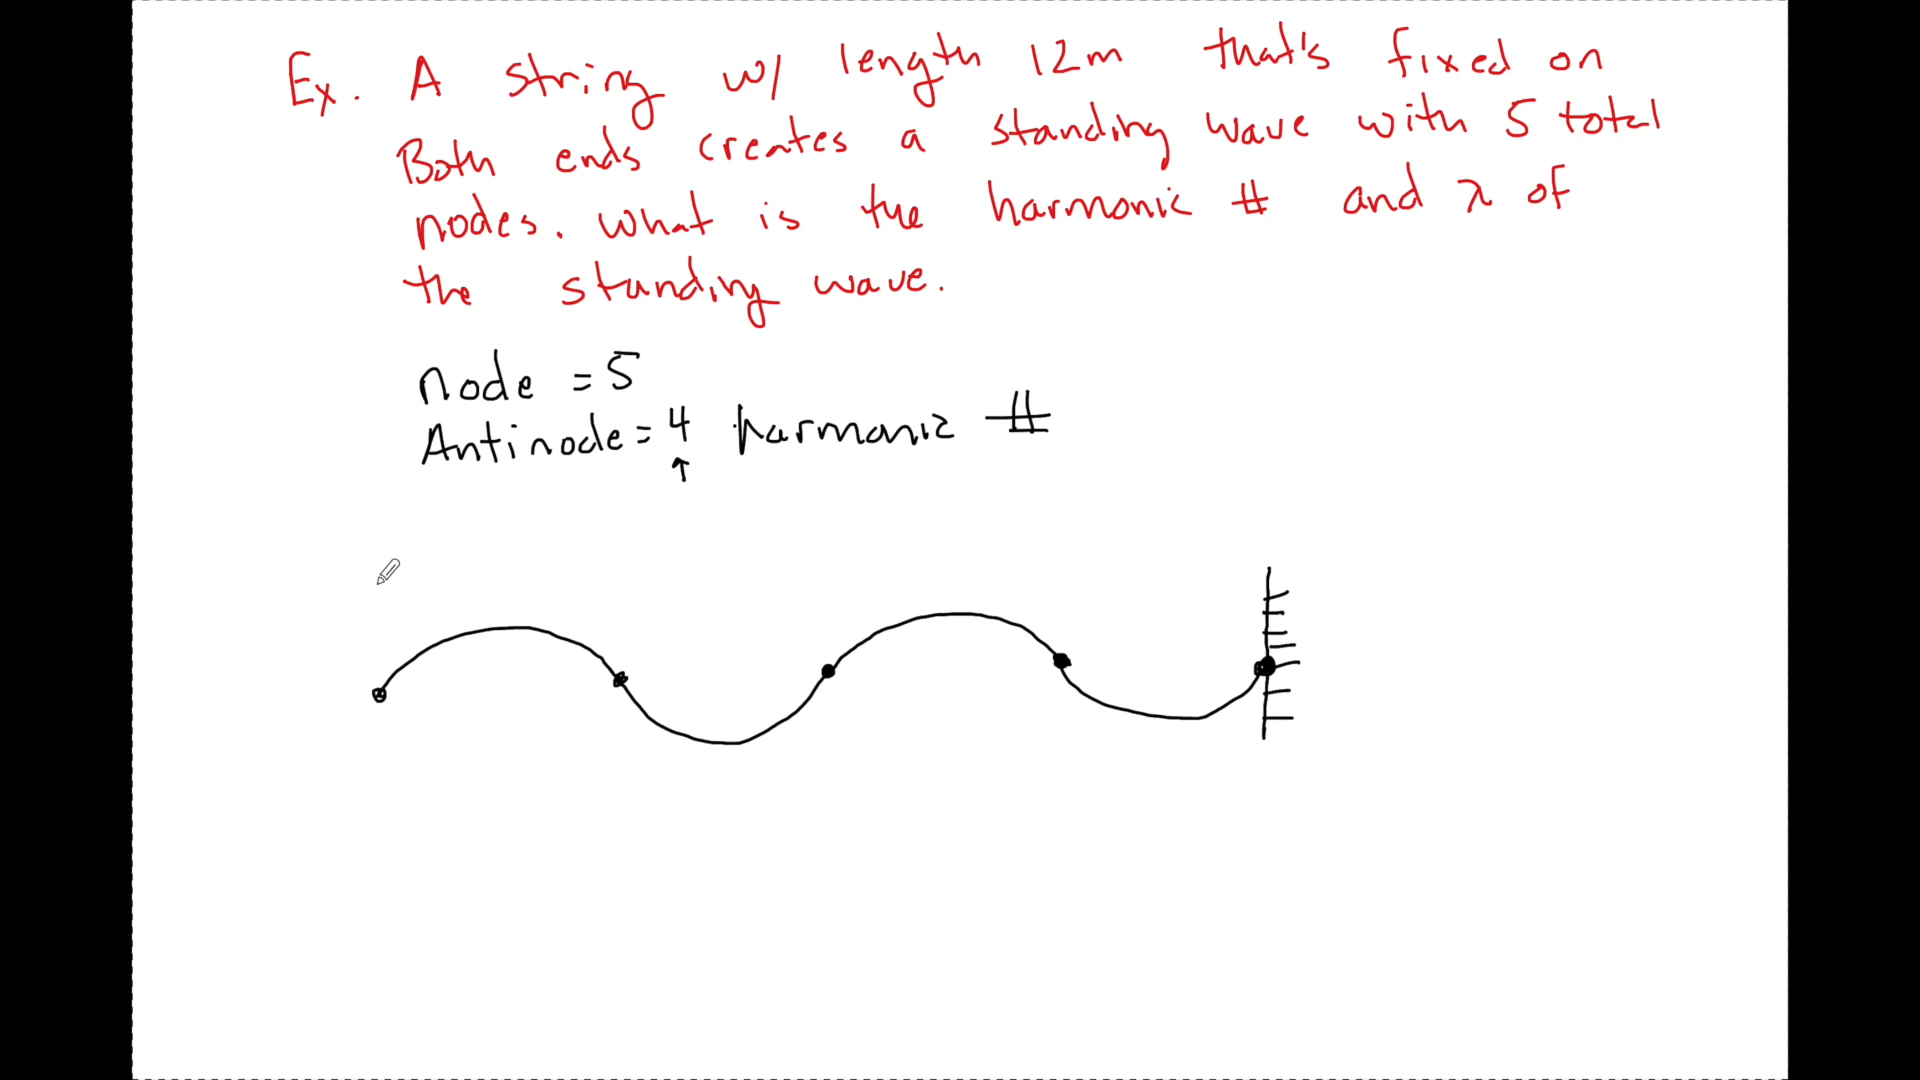 Ex. A string w/ length 12m that's fixed on
Both ends creates a standing wave with 5 total
nodes. What is the harmonic # and λ of
the standing wave.
node = 5
Antinode = 4 harmonic #
↑